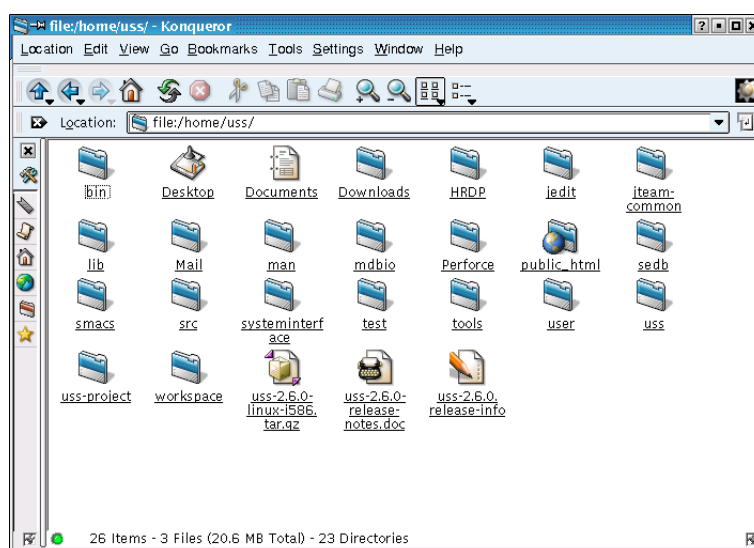 file:/home/uss/ - Konqueror
Location Edit View Go Bookmarks Tools Settings Window Help
Location: file:/home/uss/
bin Desktop Documents Downloads HRDP jedit jteam-
common
lib Mail man mdbio Perforce public_html sedb
smacs src systeminterf test tools user uss
ace
uss-project workspace uss-2.6.0- uss-2.6.0- uss-2.6.0.
linux-i586. release- release-info
tar.gz notes.doc
26 Items - 3 Files (20.6 MB Total) - 23 Directories